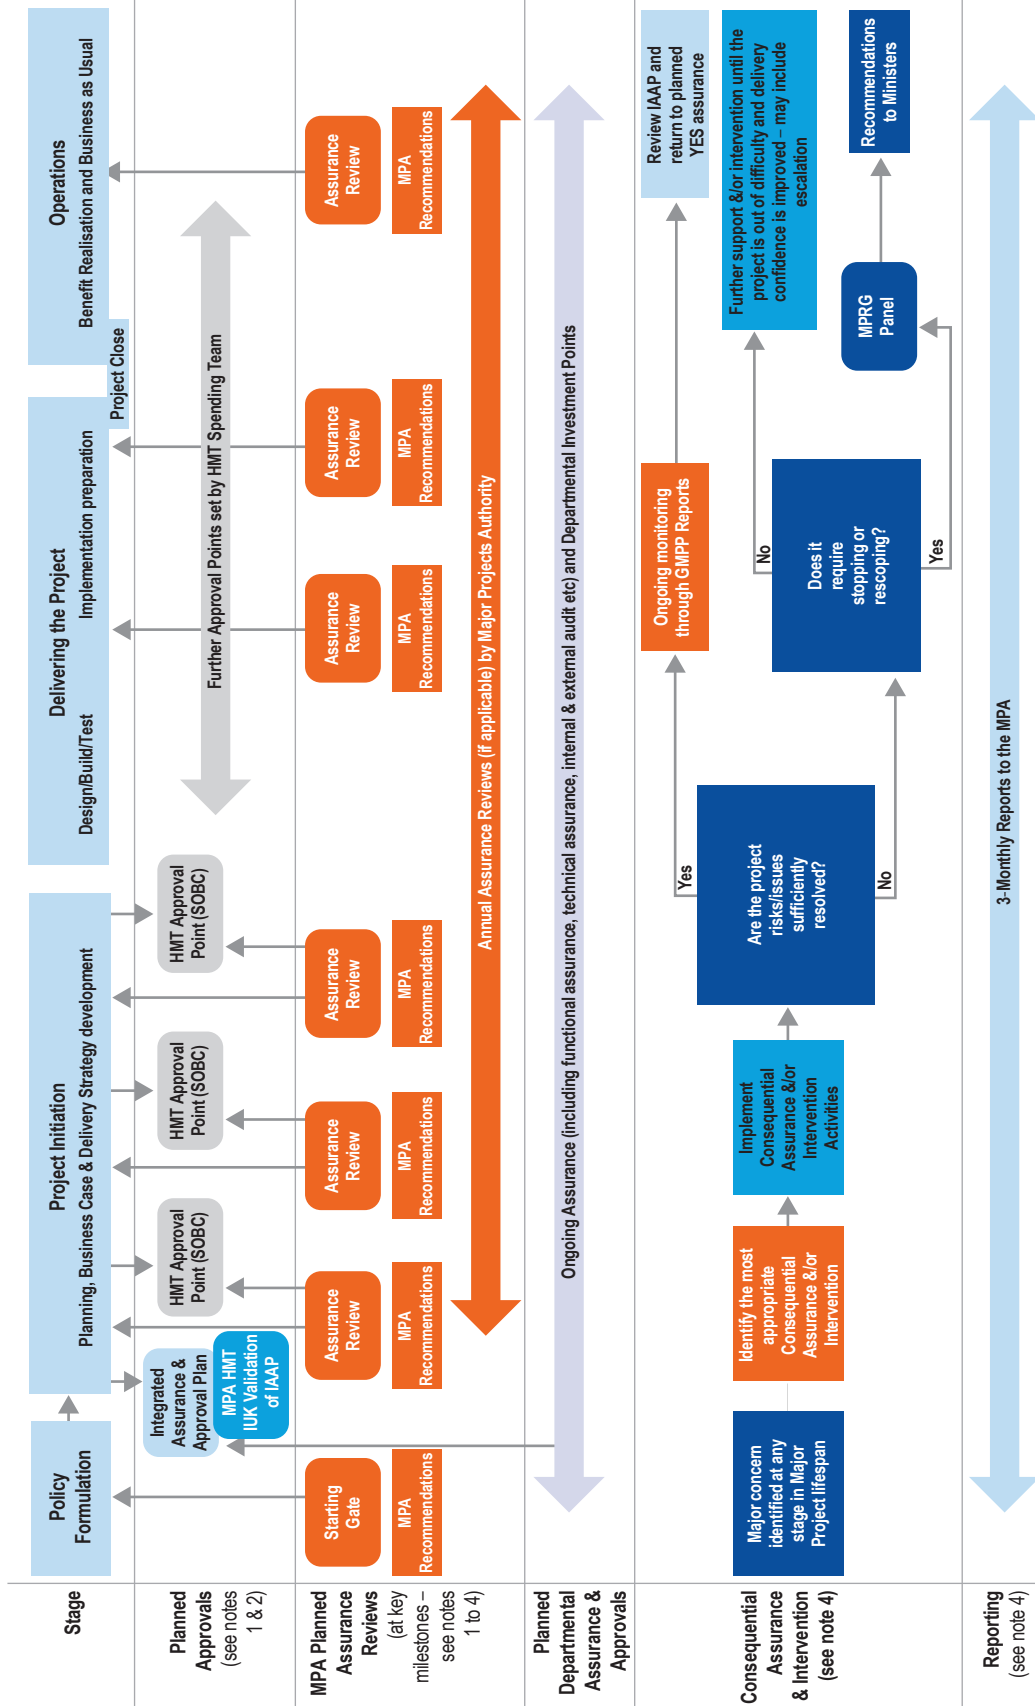 Stage
Policy
Formulation
Project Initiation
Planning, Business Case & Delivery Strategy development
Delivering the Project
Design/Build/Test
Implementation preparation
Project Close
Operations
Benefit Realisation and Business as Usual
Planned
Approvals
(see notes
1 & 2)
Integrated
Assurance &
Approval Plan
MPA HMT
IUK Validation
of IAAP
HMT Approval
Point (SOBC)
HMT Approval
Point (SOBC)
HMT Approval
Point (SOBC)
Further Approval Points set by HMT Spending Team
MPA Planned
Assurance
Reviews
(at key
milestones –
see notes
1 to 4)
Starting
Gate
MPA
Recommendations
Assurance
Review
MPA
Recommendations
Assurance
Review
MPA
Recommendations
Assurance
Review
MPA
Recommendations
Assurance
Review
MPA
Recommendations
Assurance
Review
MPA
Recommendations
Assurance
Review
MPA
Recommendations
Annual Assurance Reviews (if applicable) by Major Projects Authority
Planned
Departmental
Assurance &
Approvals
Ongoing Assurance (including functional assurance, technical assurance, internal & external audit etc) and Departmental Investment Points
Consequential
Assurance
& Intervention
(see note 4)
Major concern
identified at any
stage in Major
Project lifespan
Identify the most
appropriate
Consequential
Assurance &/or
Intervention
Implement
Consequential
Assurance &/or
Intervention
Activities
Are the project
risks/issues
sufficiently
resolved?
Yes
No
Ongoing monitoring
through GMPP Reports
Review IAAP and
return to planned
YES assurance
Does it
require
stopping or
rescoping?
No
Yes
Further support &/or intervention until the
project is out of difficulty and delivery
confidence is improved – may include
escalation
MPRG
Panel
Recommendations
to Ministers
Reporting
(see note 4)
3-Monthly Reports to the MPA